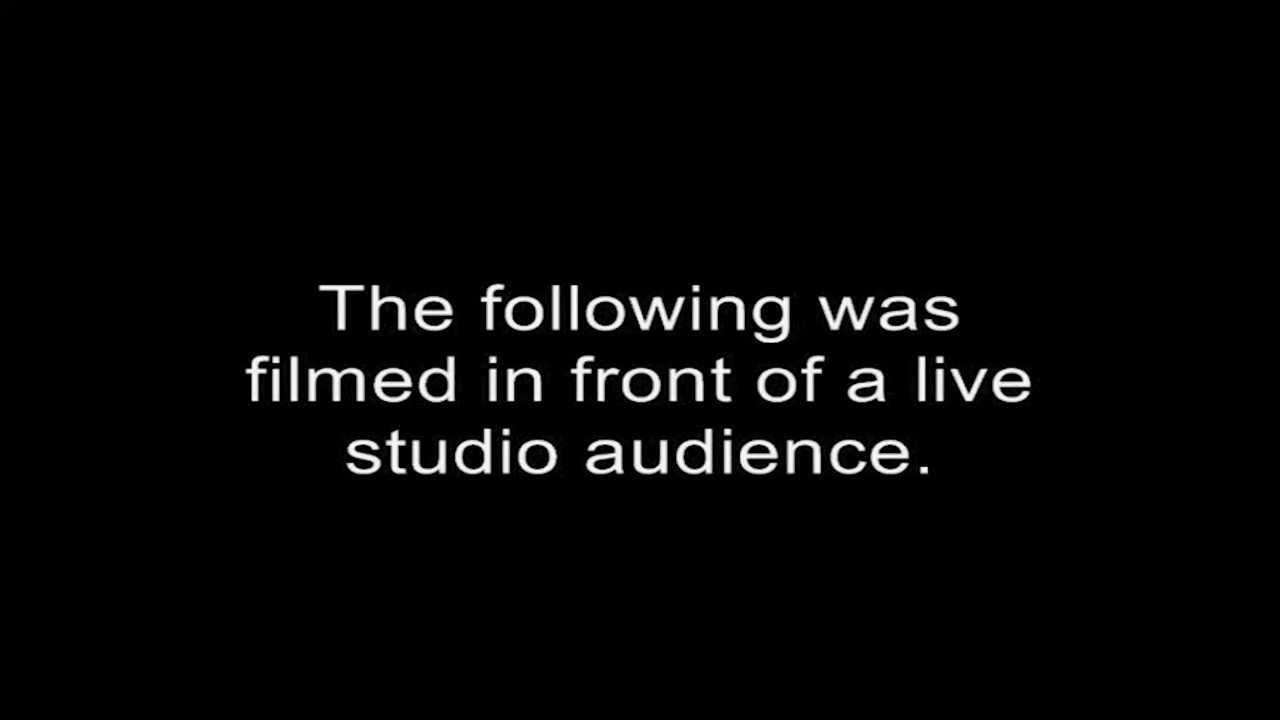 The following was
filmed in front of a live
studio audience.